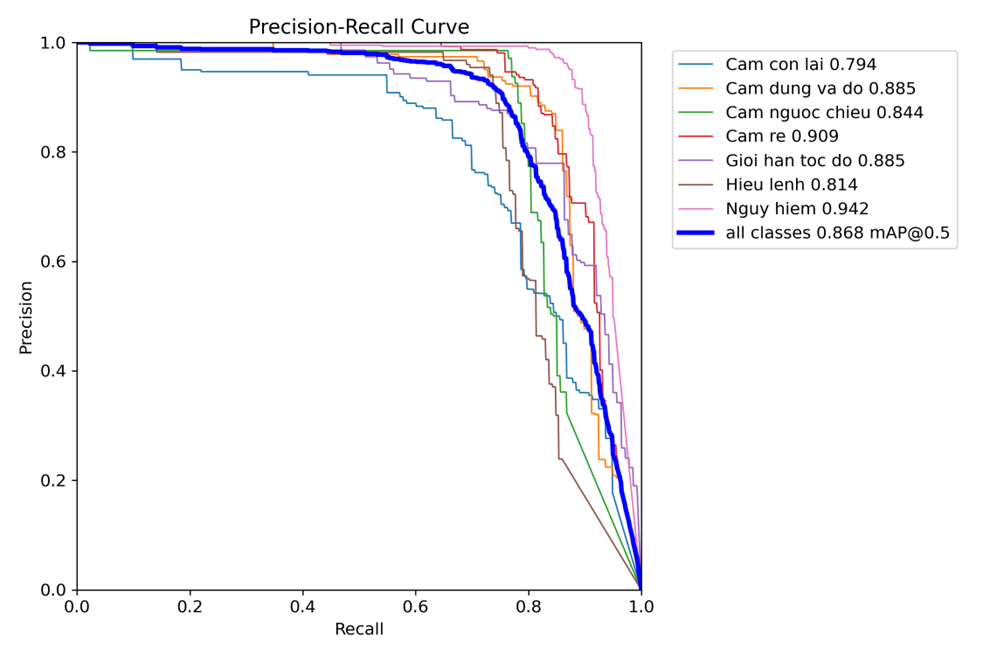 Precision-Recall Curve
1.0
0.8
0.6
0.4
0.2
0.0
Precision
0.0 0.2 0.4 0.6 0.8 1.0
Recall
Cam con lai 0.794
Cam dung va do 0.885
Cam nguoc chieu 0.844
Cam re 0.909
Gioi han toc do 0.885
Hieu lenh 0.814
Nguy hiem 0.942
all classes 0.868 mAP@0.5